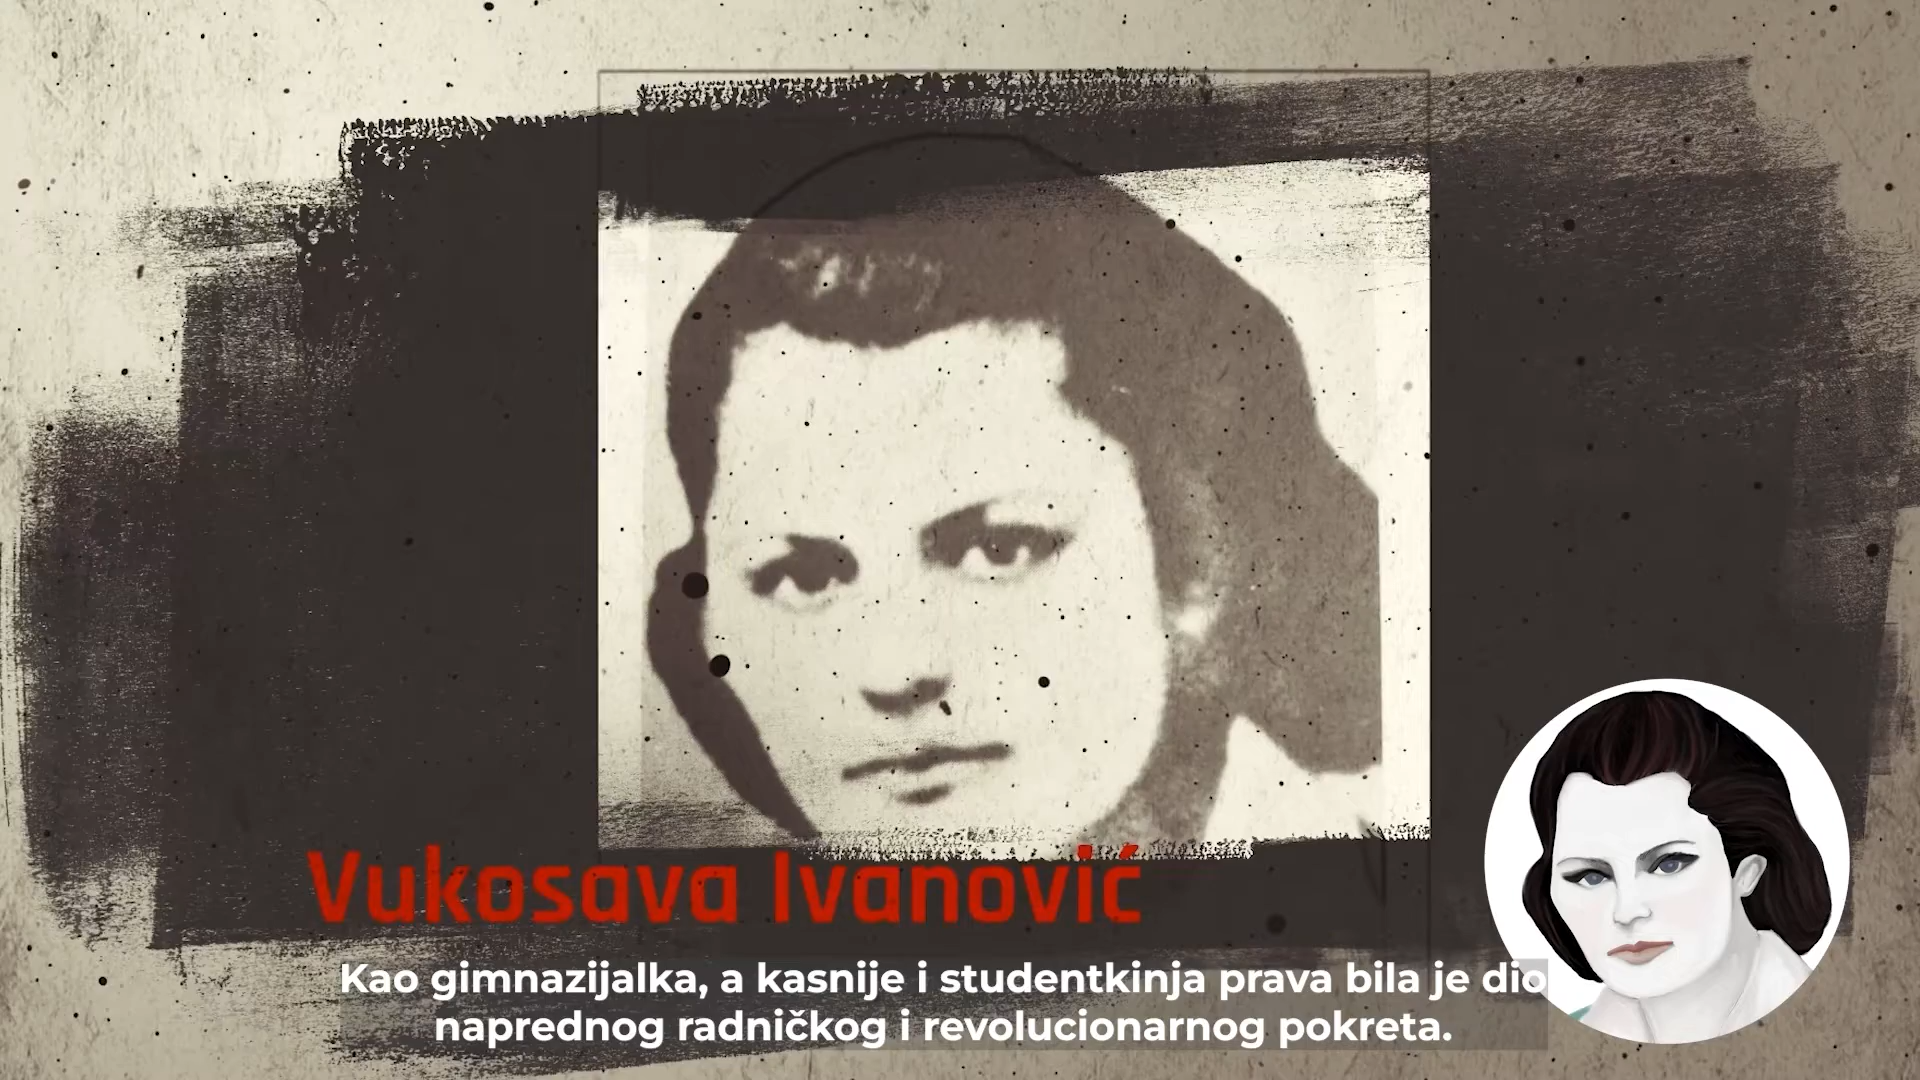 Vukosava Ivanović
Kao gimnazijalka, a kasnije i studentkinja prava bila je dio
naprednog radničkog i revolucionarnog pokreta.